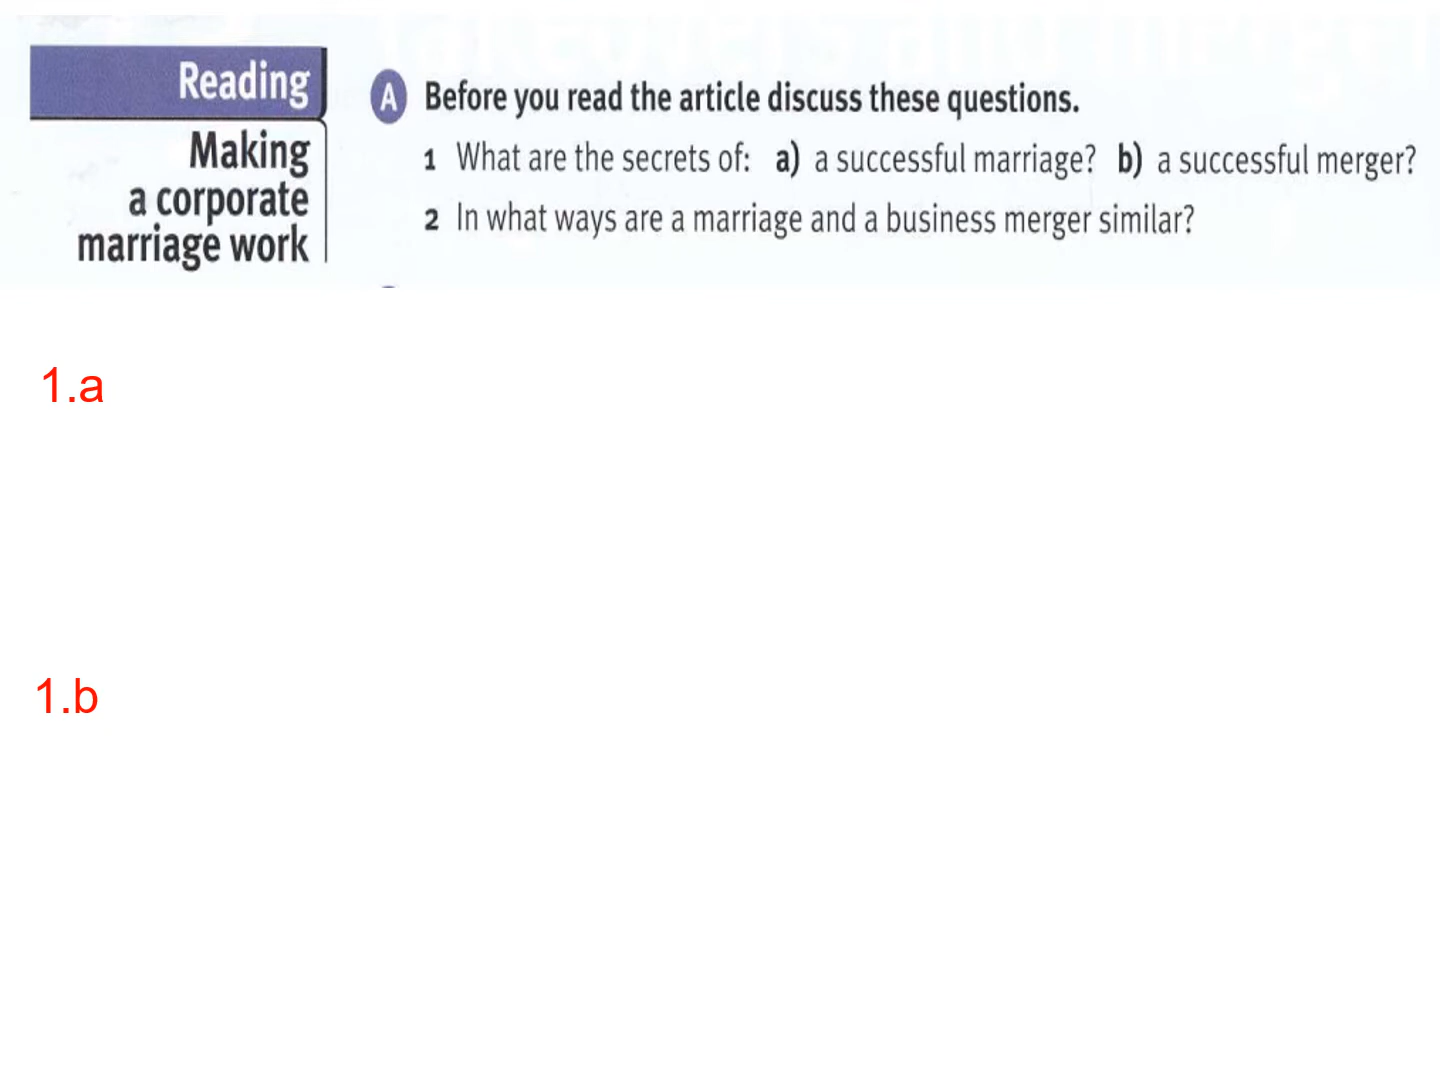 Reading
Making
a corporate
marriage work
A Before you read the article discuss these questions.
1 What are the secrets of: a) a successful marriage? b) a successful merger?
2 In what ways are a marriage and a business merger similar?
1.a
1.b